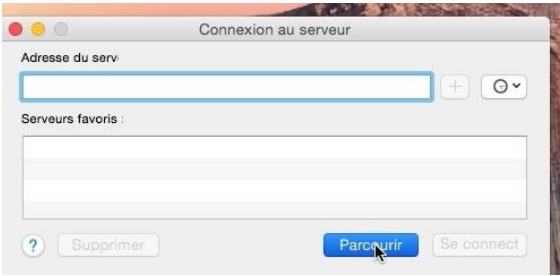 Connexion au serveur
Adresse du serv
Serveurs favoris :
?
Supprimer
Parcourir
Se connect